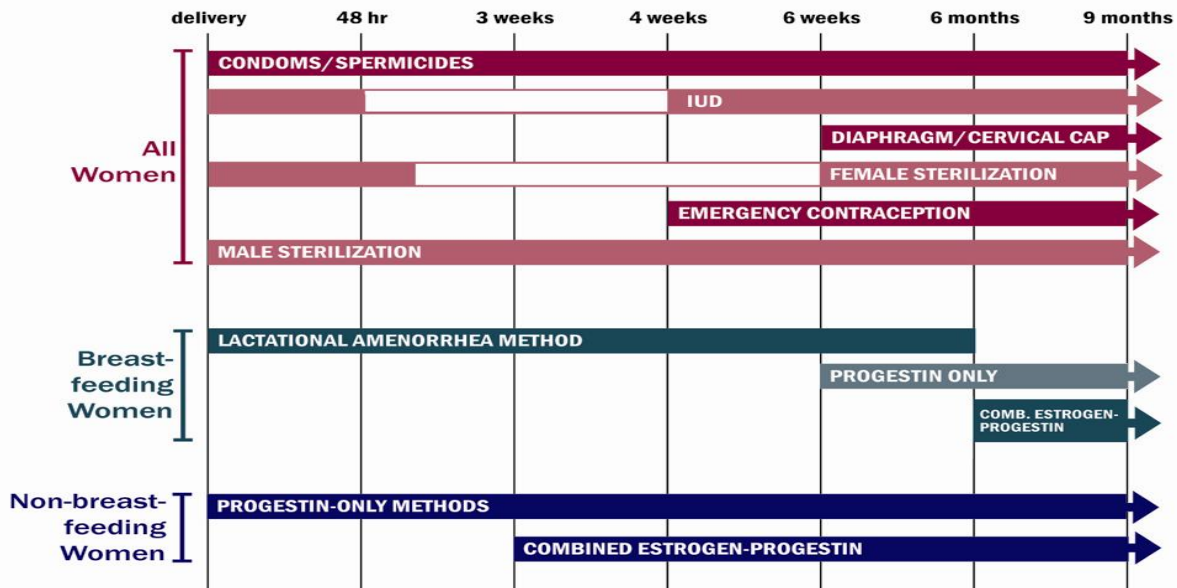 delivery 48 hr 3 weeks 4 weeks 6 weeks 6 months 9 months
All
Women
CONDOMS/SPERMICIDES
IUD
DIAPHRAGM/CERVICAL CAP
FEMALE STERILIZATION
EMERGENCY CONTRACEPTION
MALE STERILIZATION
Breast-
feeding
Women
LACTATIONAL AMENORRHEA METHOD
PROGESTIN ONLY
COMB. ESTROGEN-
PROGESTIN
Non-breast-
feeding
Women
PROGESTIN-ONLY METHODS
COMBINED ESTROGEN-PROGESTIN